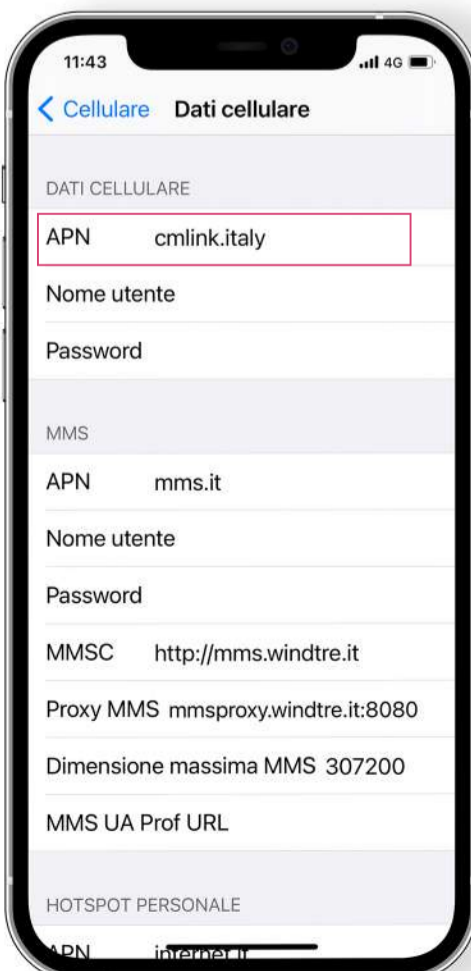 11:43 4G
Cellulare Dati cellulare
DATI CELLULARE
APN cmlink.italy
Nome utente
Password
MMS
APN mms.it
Nome utente
Password
MMSC http://mms.windtre.it
Proxy MMS mmsproxy.windtre.it:8080
Dimensione massima MMS 307200
MMS UA Prof URL
HOTSPOT PERSONALE
APN internet.it